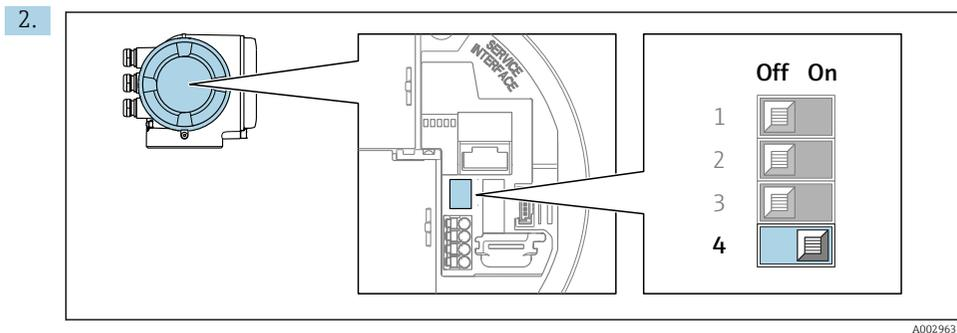 2.
SERVICE
INTERFACE
Off On
1
2
3
4
A002963